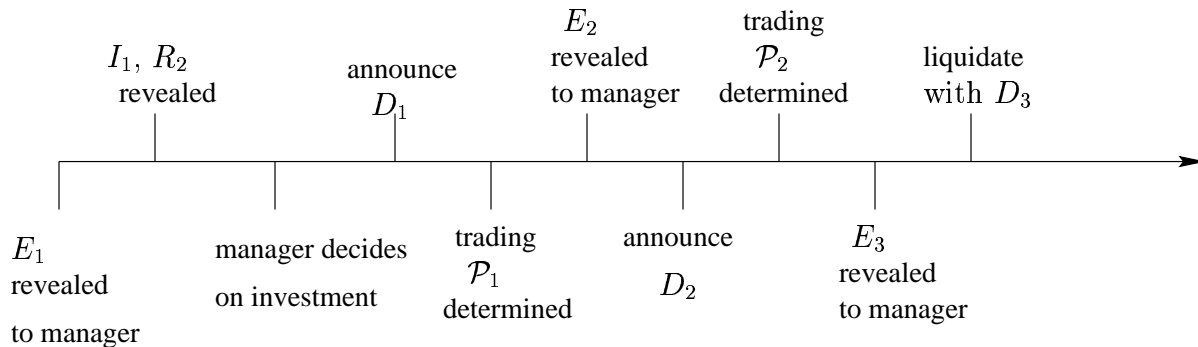 E₁
revealed
to manager
I₁, R₂
revealed
manager decides
on investment
announce
D₁
trading
𝒫₁
determined
E₂
revealed
to manager
announce
D₂
trading
𝒫₂
determined
E₃
revealed
to manager
liquidate
with D₃